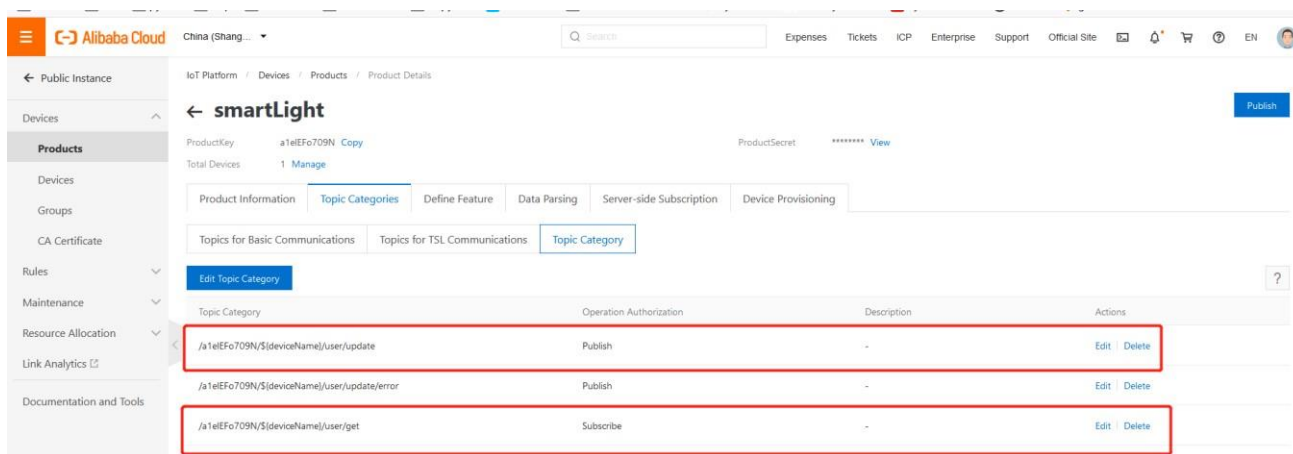 Alibaba Cloud China (Shang... Search Expenses Tickets ICP Enterprise Support Official Site EN
← Public Instance
Devices
Products
Devices
Groups
CA Certificate
Rules
Maintenance
Resource Allocation
Link Analytics
Documentation and Tools
IoT Platform / Devices / Products / Product Details
← smartLight Publish
ProductKey a1elEFo709N Copy ProductSecret ******** View
Total Devices 1 Manage
Product Information Topic Categories Define Feature Data Parsing Server-side Subscription Device Provisioning
Topics for Basic Communications Topics for TSL Communications Topic Category
Edit Topic Category ?
Topic Category Operation Authorization Description Actions
/a1elEFo709N/${deviceName}/user/update Publish - Edit Delete
/a1elEFo709N/${deviceName}/user/update/error Publish - Edit Delete
/a1elEFo709N/${deviceName}/user/get Subscribe - Edit Delete